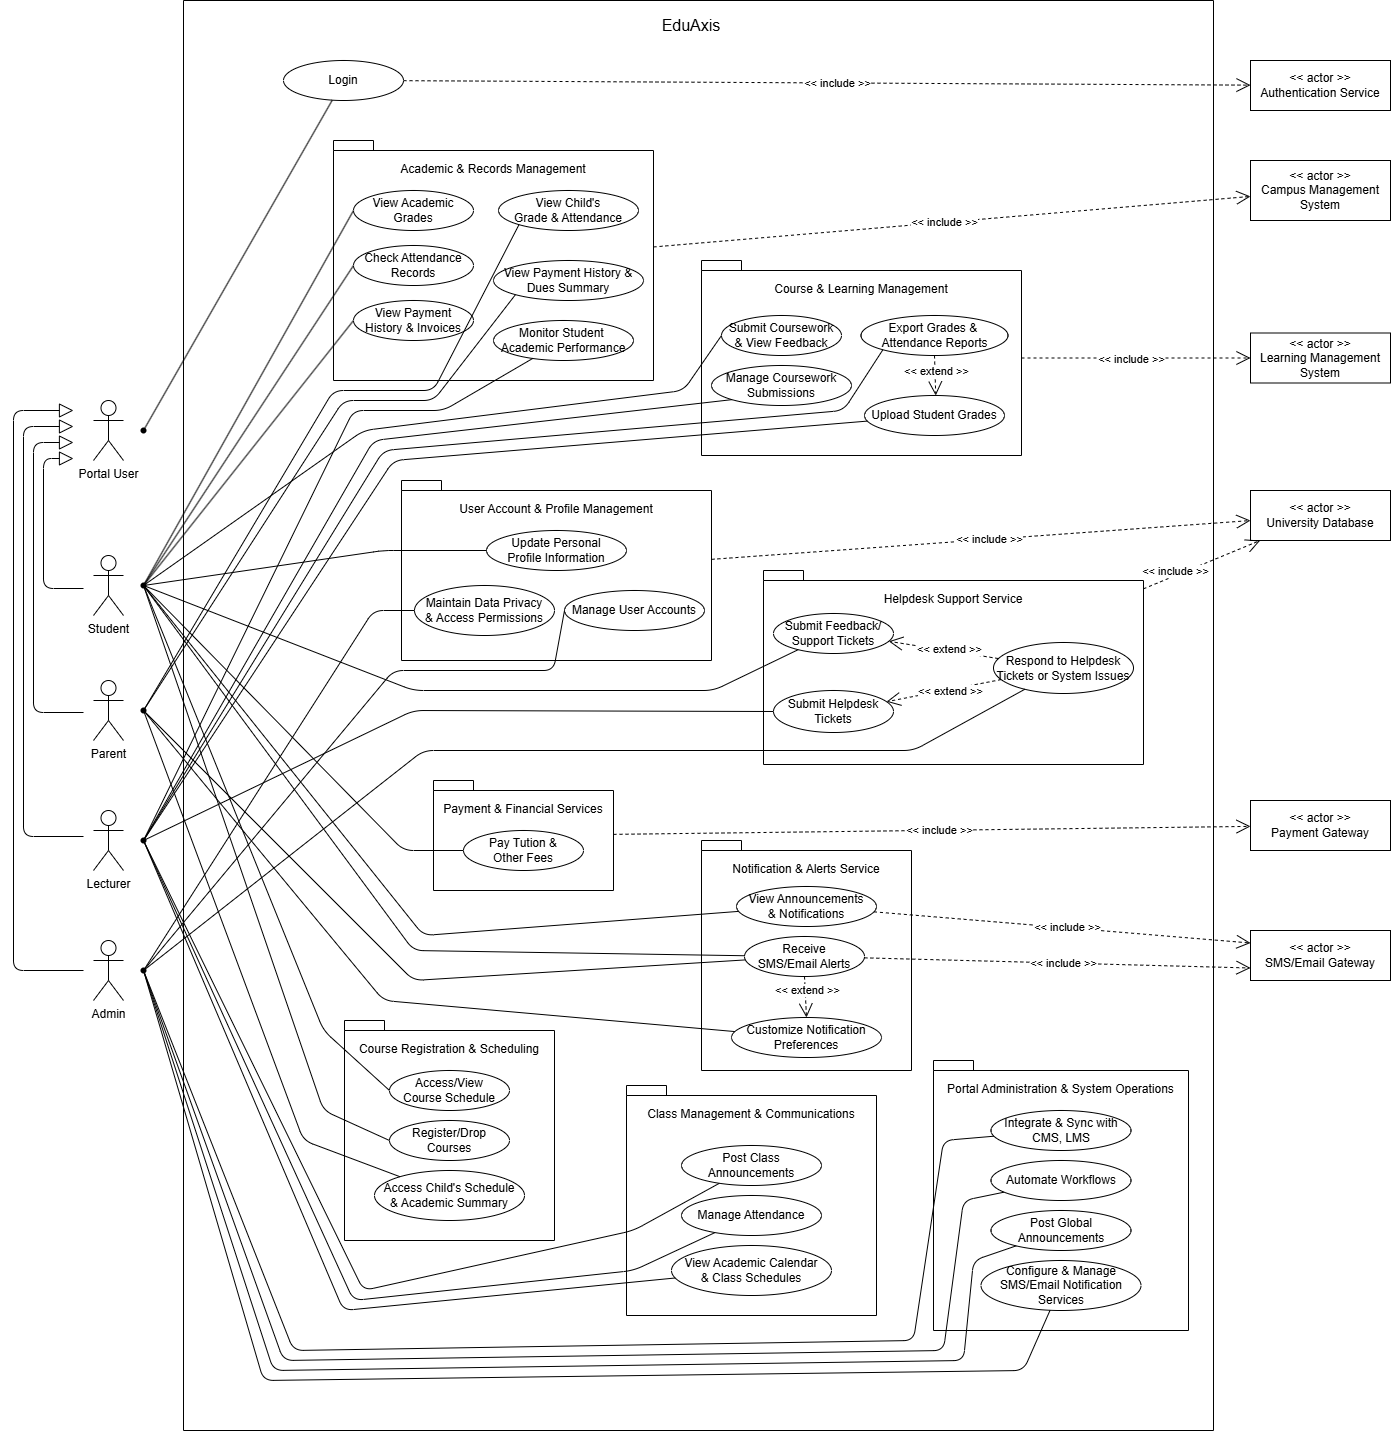 EduAxis
Login
<< include >>
<< actor >>
Authentication Service
Academic & Records Management
View Academic
Grades
View Child's
Grade & Attendance
Check Attendance
Records
View Payment History &
Dues Summary
View Payment
History & Invoices
Monitor Student
Academic Performance
<< include >>
<< actor >>
Campus Management
System
Course & Learning Management
Submit Coursework
& View Feedback
Export Grades &
Attendance Reports
<< extend >>
Manage Coursework
Submissions
Upload Student Grades
<< include >>
<< actor >>
Learning Management
System
Portal User
Student
Parent
Lecturer
Admin
User Account & Profile Management
Update Personal
Profile Information
Maintain Data Privacy
& Access Permissions
Manage User Accounts
<< include >>
<< actor >>
University Database
<< include >>
Helpdesk Support Service
Submit Feedback/
Support Tickets
<< extend >>
Respond to Helpdesk
Tickets or System Issues
<< extend >>
Submit Helpdesk
Tickets
Payment & Financial Services
Pay Tution &
Other Fees
<< include >>
<< actor >>
Payment Gateway
Notification & Alerts Service
View Announcements
& Notifications
<< include >>
Receive
SMS/Email Alerts
<< include >>
<< actor >>
SMS/Email Gateway
<< extend >>
Customize Notification
Preferences
Course Registration & Scheduling
Access/View
Course Schedule
Register/Drop
Courses
Access Child's Schedule
& Academic Summary
Class Management & Communications
Post Class
Announcements
Manage Attendance
View Academic Calendar
& Class Schedules
Portal Administration & System Operations
Integrate & Sync with
CMS, LMS
Automate Workflows
Post Global
Announcements
Configure & Manage
SMS/Email Notification
Services